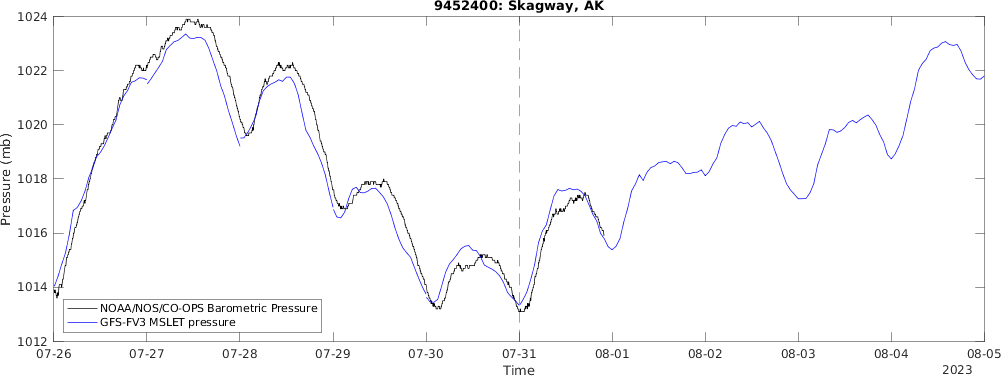 9452400: Skagway, AK
Pressure (mb)
1024
1022
1020
1018
1016
1014
1012
NOAA/NOS/CO-OPS Barometric Pressure
GFS-FV3 MSLET pressure
07-26 07-27 07-28 07-29 07-30 07-31 08-01 08-02 08-03 08-04 08-05
Time
2023